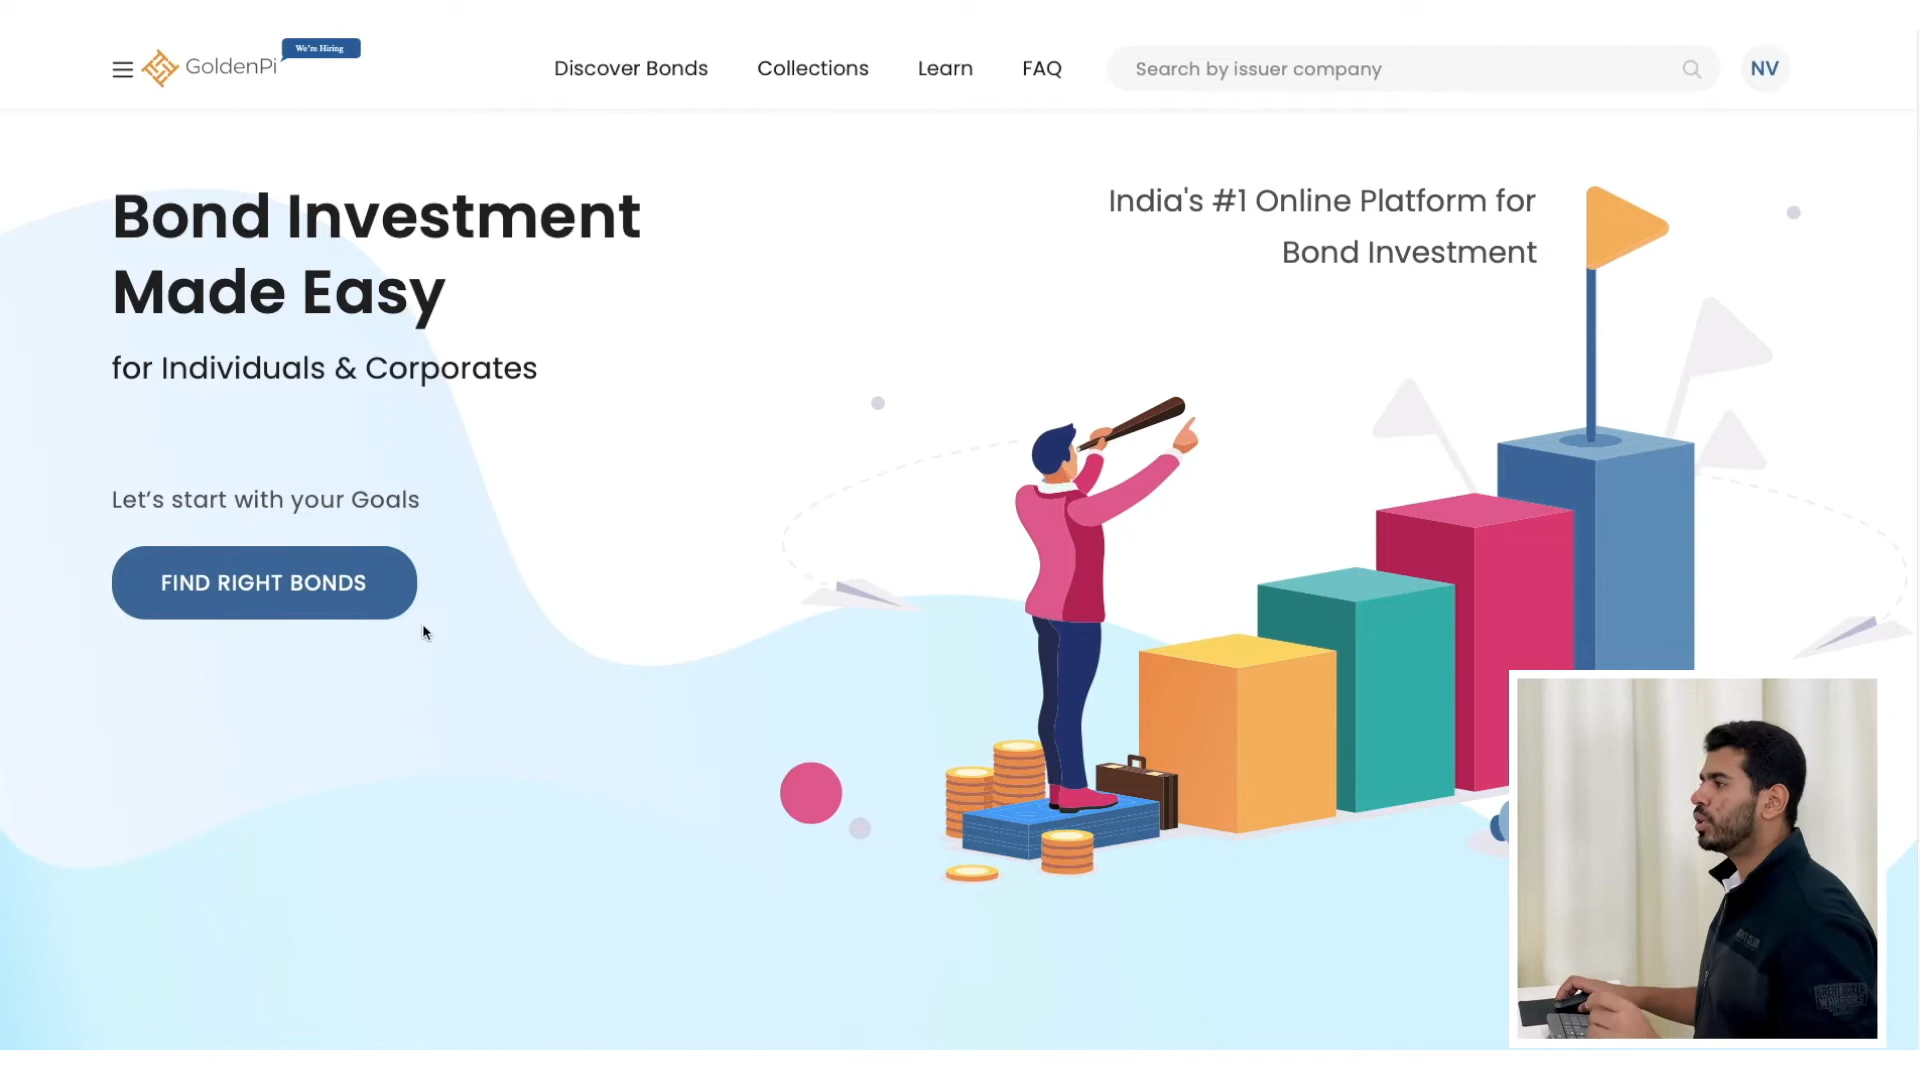 We're Hiring
GoldenPi
Discover Bonds
Collections
Learn
FAQ
Search by issuer company
NV
Bond Investment
Made Easy
for Individuals & Corporates
India's #1 Online Platform for
Bond Investment
Let's start with your Goals
FIND RIGHT BONDS
WARRIORS